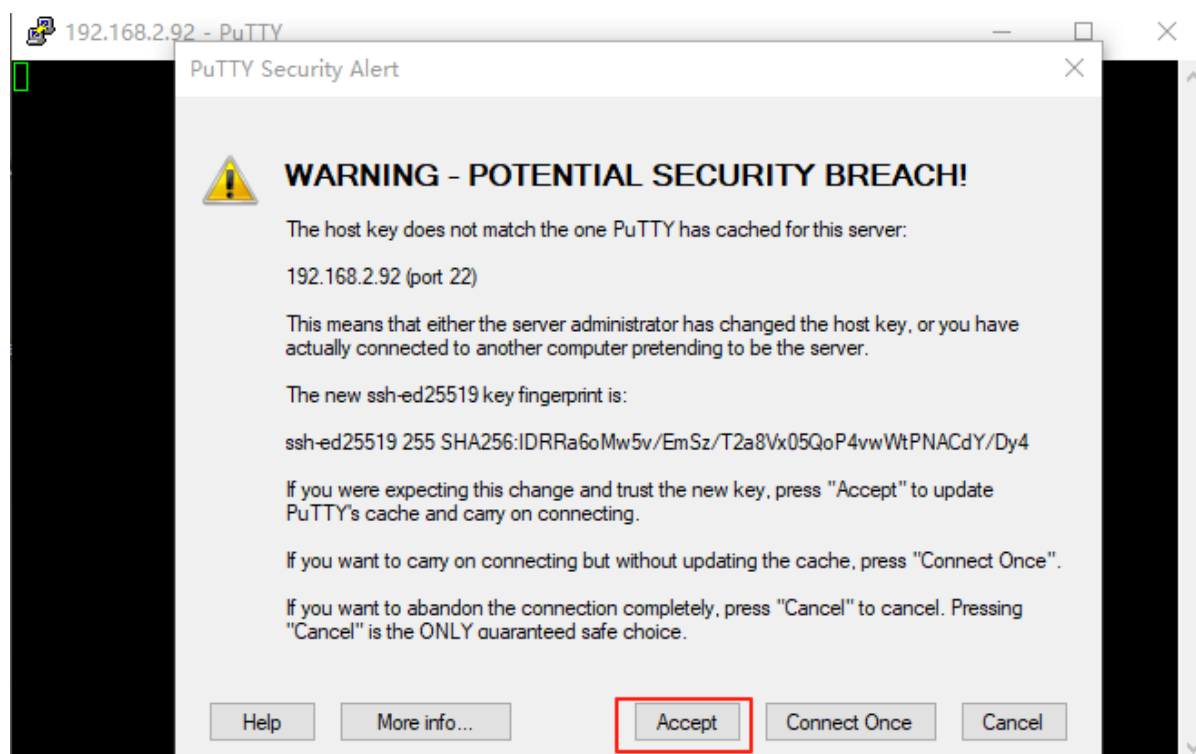 192.168.2.92 - PuTTY
PuTTY Security Alert
WARNING - POTENTIAL SECURITY BREACH!
The host key does not match the one PuTTY has cached for this server:
192.168.2.92 (port 22)
This means that either the server administrator has changed the host key, or you have
actually connected to another computer pretending to be the server.
The new ssh-ed25519 key fingerprint is:
ssh-ed25519 255 SHA256:IDRRa6oMw5v/EmSz/T2a8Vx05QoP4vwWtPNACdY/Dy4
If you were expecting this change and trust the new key, press "Accept" to update
PuTTY's cache and carry on connecting.
If you want to carry on connecting but without updating the cache, press "Connect Once".
If you want to abandon the connection completely, press "Cancel" to cancel. Pressing
"Cancel" is the ONLY guaranteed safe choice.
Help More info... Accept Connect Once Cancel